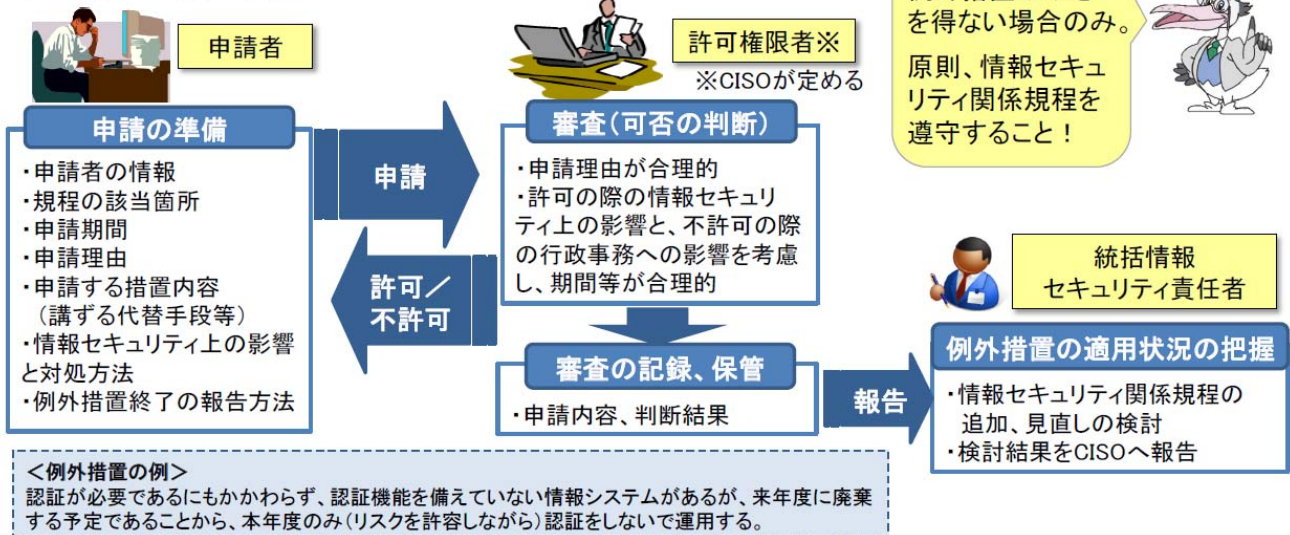 を得ない場合のみ。
原則、情報セキュ
リティ関係規程を
遵守すること！
申請者
許可権限者※
※CISOが定める
申請の準備
・申請者の情報
・規程の該当箇所
・申請期間
・申請理由
・申請する措置内容
（講ずる代替手段等）
・情報セキュリティ上の影響
と対処方法
・例外措置終了の報告方法
申請
許可／
不許可
審査(可否の判断)
・申請理由が合理的
・許可の際の情報セキュリ
ティ上の影響と、不許可の際
の行政事務への影響を考慮
し、期間等が合理的
審査の記録、保管
・申請内容、判断結果
報告
統括情報
セキュリティ責任者
例外措置の適用状況の把握
・情報セキュリティ関係規程の
追加、見直しの検討
・検討結果をCISOへ報告
＜例外措置の例＞
認証が必要であるにもかかわらず、認証機能を備えていない情報システムがあるが、来年度に廃棄
する予定であることから、本年度のみ（リスクを許容しながら）認証をしないで運用する。